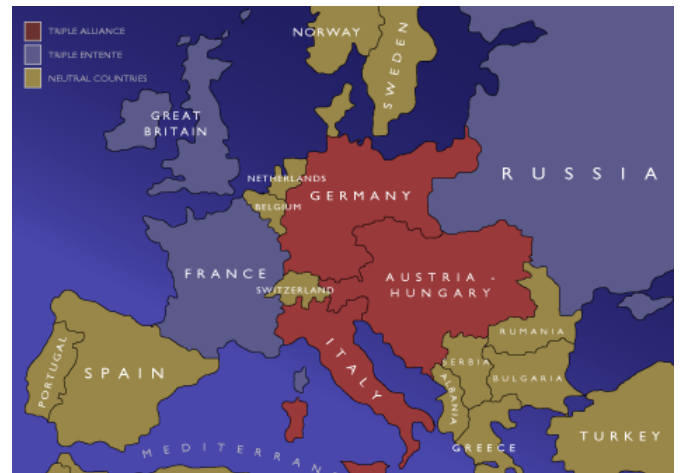 TRIPLE ALLIANCE
TRIPLE ENTENTE
NEUTRAL COUNTRIES
NORWAY
SWEDEN
GREAT
BRITAIN
NETHERLANDS
BELGIUM
GERMANY
RUSSIA
FRANCE
SWITZERLAND
AUSTRIA -
HUNGARY
RUMANIA
PORTUGAL
SPAIN
ITALY
SERBIA
ALBANIA
BULGARIA
GREECE
TURKEY
MEDITERRANE